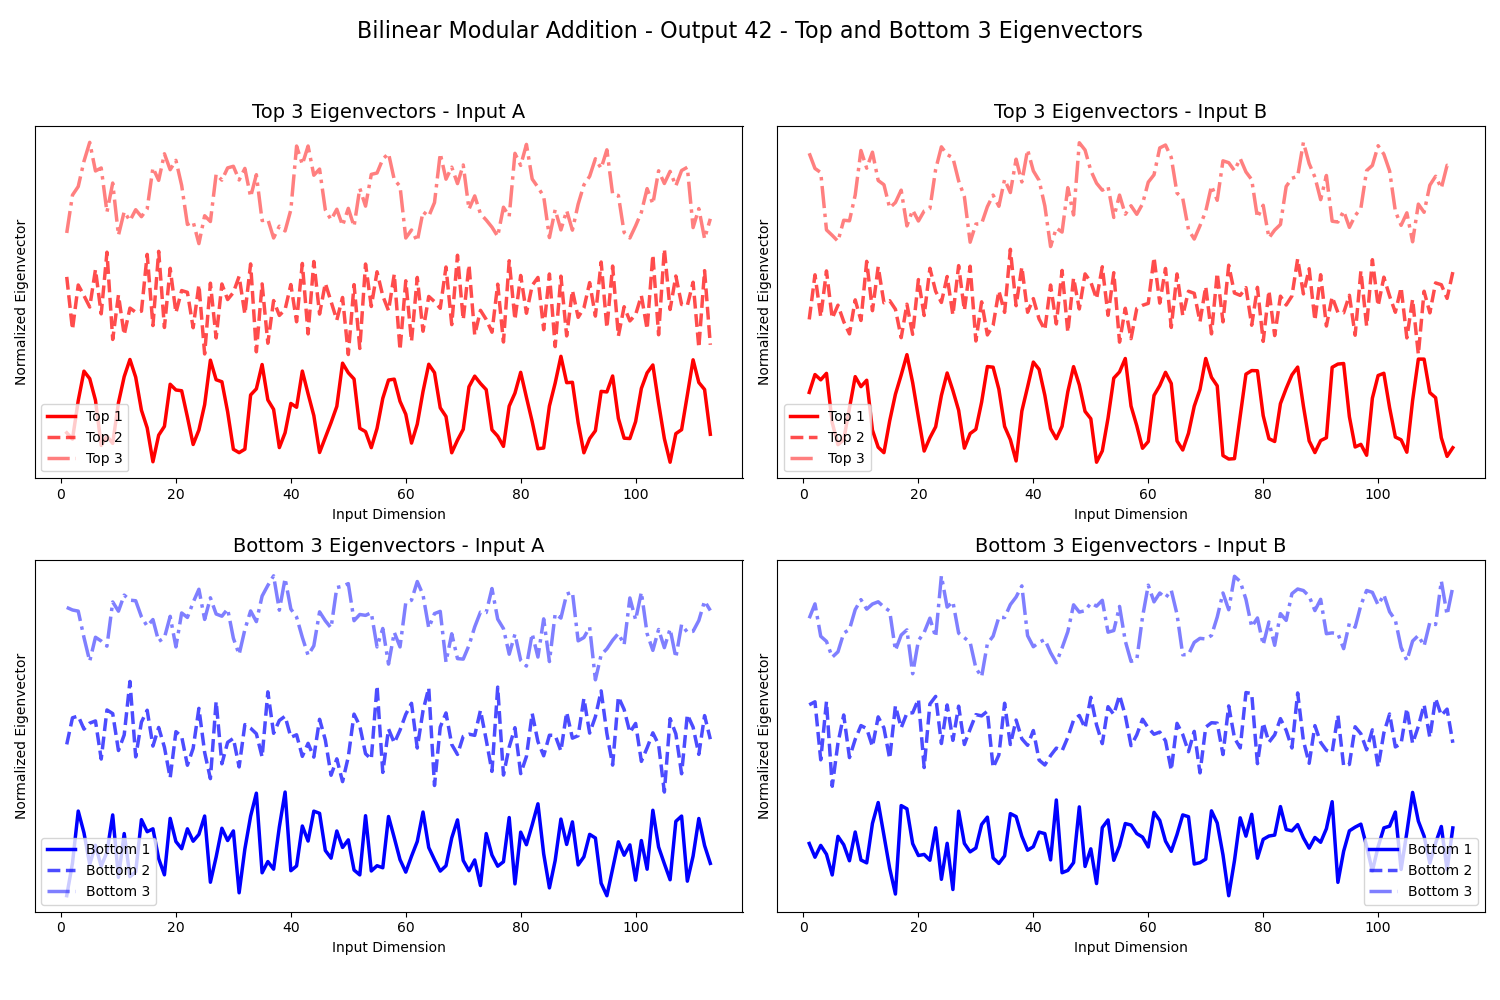 Bilinear Modular Addition - Output 42 - Top and Bottom 3 Eigenvectors
Top 3 Eigenvectors - Input A
Normalized Eigenvector
Top 1
Top 2
Top 3
0 20 40 60 80 100
Input Dimension
Top 3 Eigenvectors - Input B
Normalized Eigenvector
Top 1
Top 2
Top 3
0 20 40 60 80 100
Input Dimension
Bottom 3 Eigenvectors - Input A
Normalized Eigenvector
Bottom 1
Bottom 2
Bottom 3
0 20 40 60 80 100
Input Dimension
Bottom 3 Eigenvectors - Input B
Normalized Eigenvector
Bottom 1
Bottom 2
Bottom 3
0 20 40 60 80 100
Input Dimension